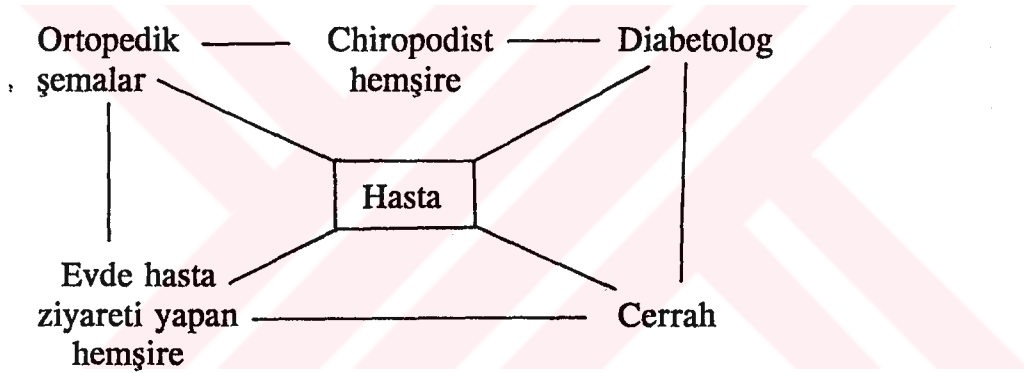 Ortopedik
şemalar
Chiropodist
hemşire
Diabetolog
Hasta
Evde hasta
ziyareti yapan
hemşire
Cerrah